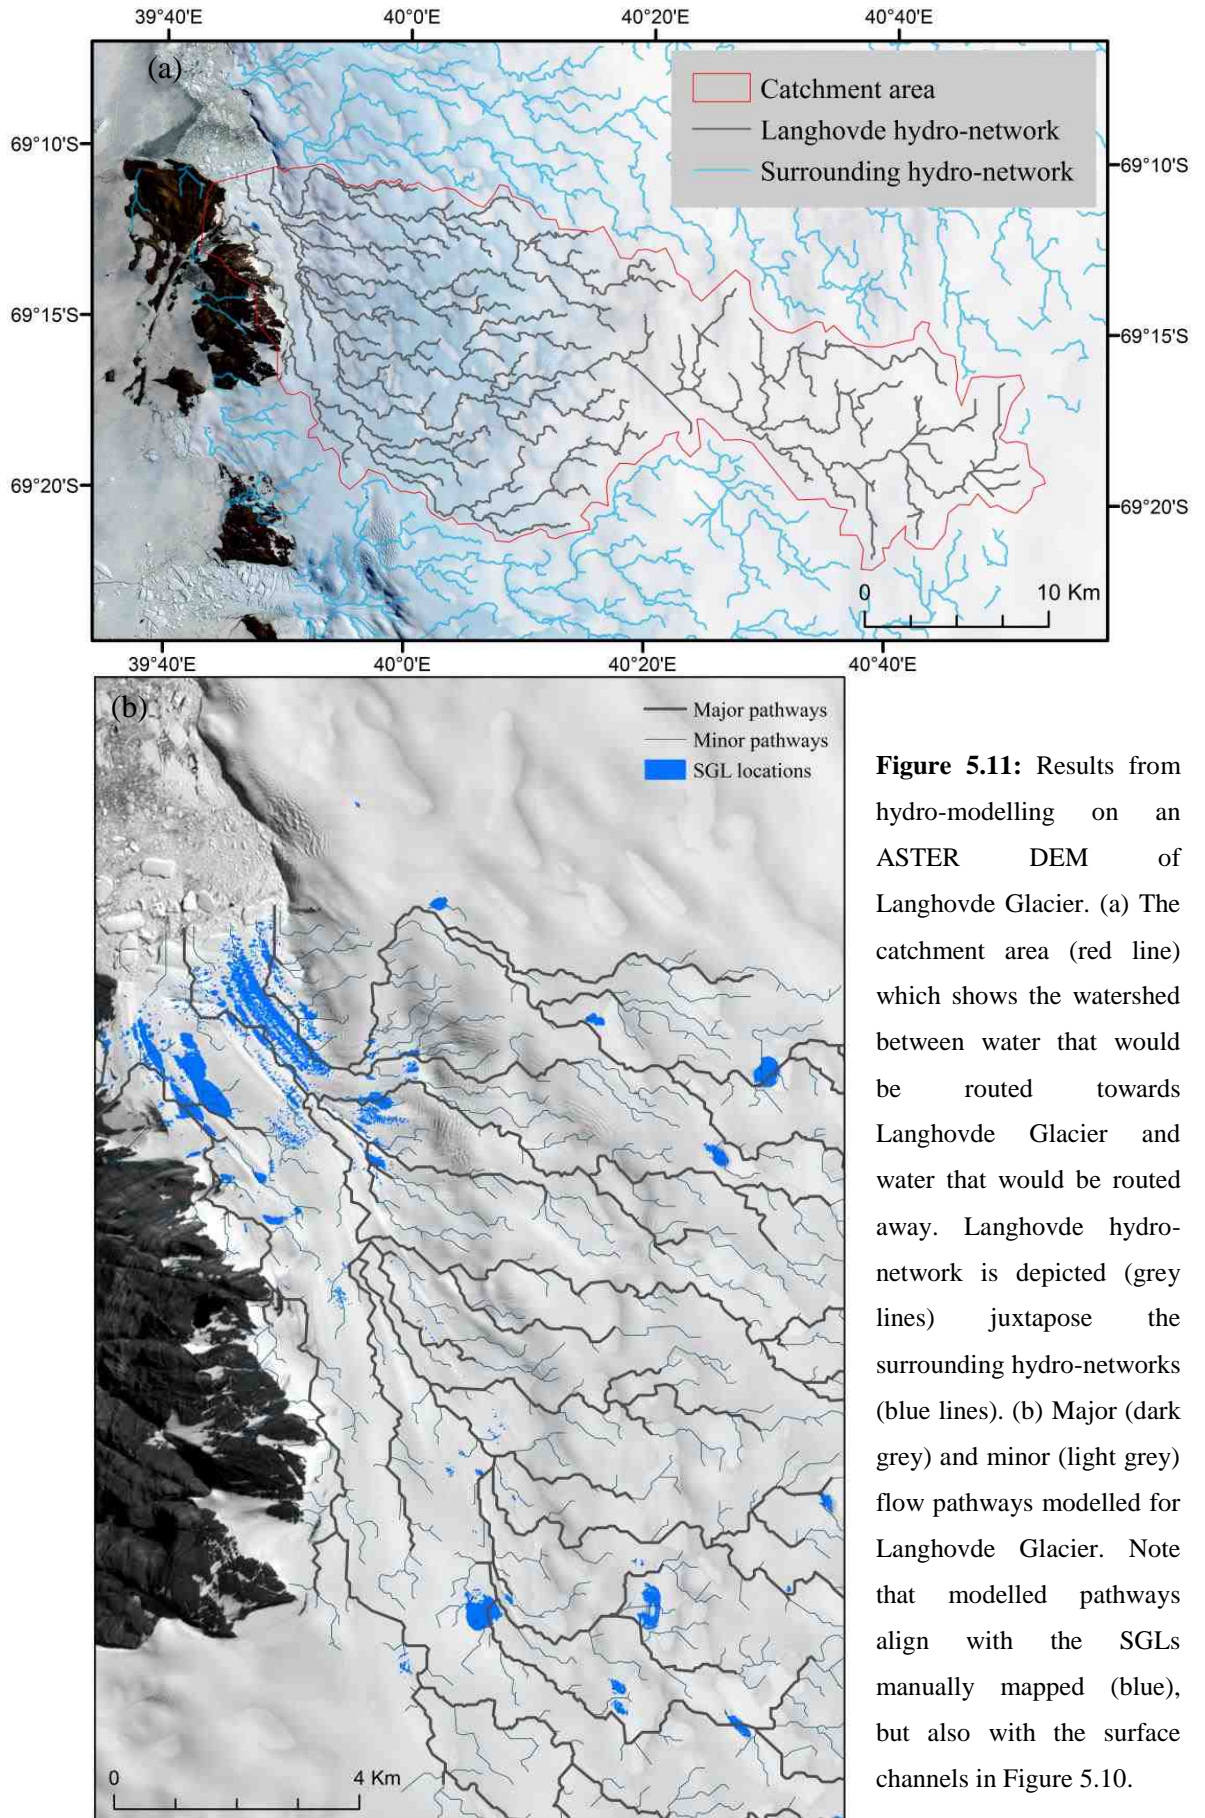 39°40'E 40°0'E 40°20'E 40°40'E
(a)
Catchment area
Langhovde hydro-network
Surrounding hydro-network
69°10'S 69°10'S
69°15'S 69°15'S
69°20'S 69°20'S
0 10 Km
39°40'E 40°0'E 40°20'E 40°40'E
(b)
Major pathways
Minor pathways
SGL locations
0 4 Km
Figure 5.11: Results from
hydro-modelling on an
ASTER DEM of
Langhovde Glacier. (a) The
catchment area (red line)
which shows the watershed
between water that would
be routed towards
Langhovde Glacier and
water that would be routed
away. Langhovde hydro-
network is depicted (grey
lines) juxtapose the
surrounding hydro-networks
(blue lines). (b) Major (dark
grey) and minor (light grey)
flow pathways modelled for
Langhovde Glacier. Note
that modelled pathways
align with the SGLs
manually mapped (blue),
but also with the surface
channels in Figure 5.10.